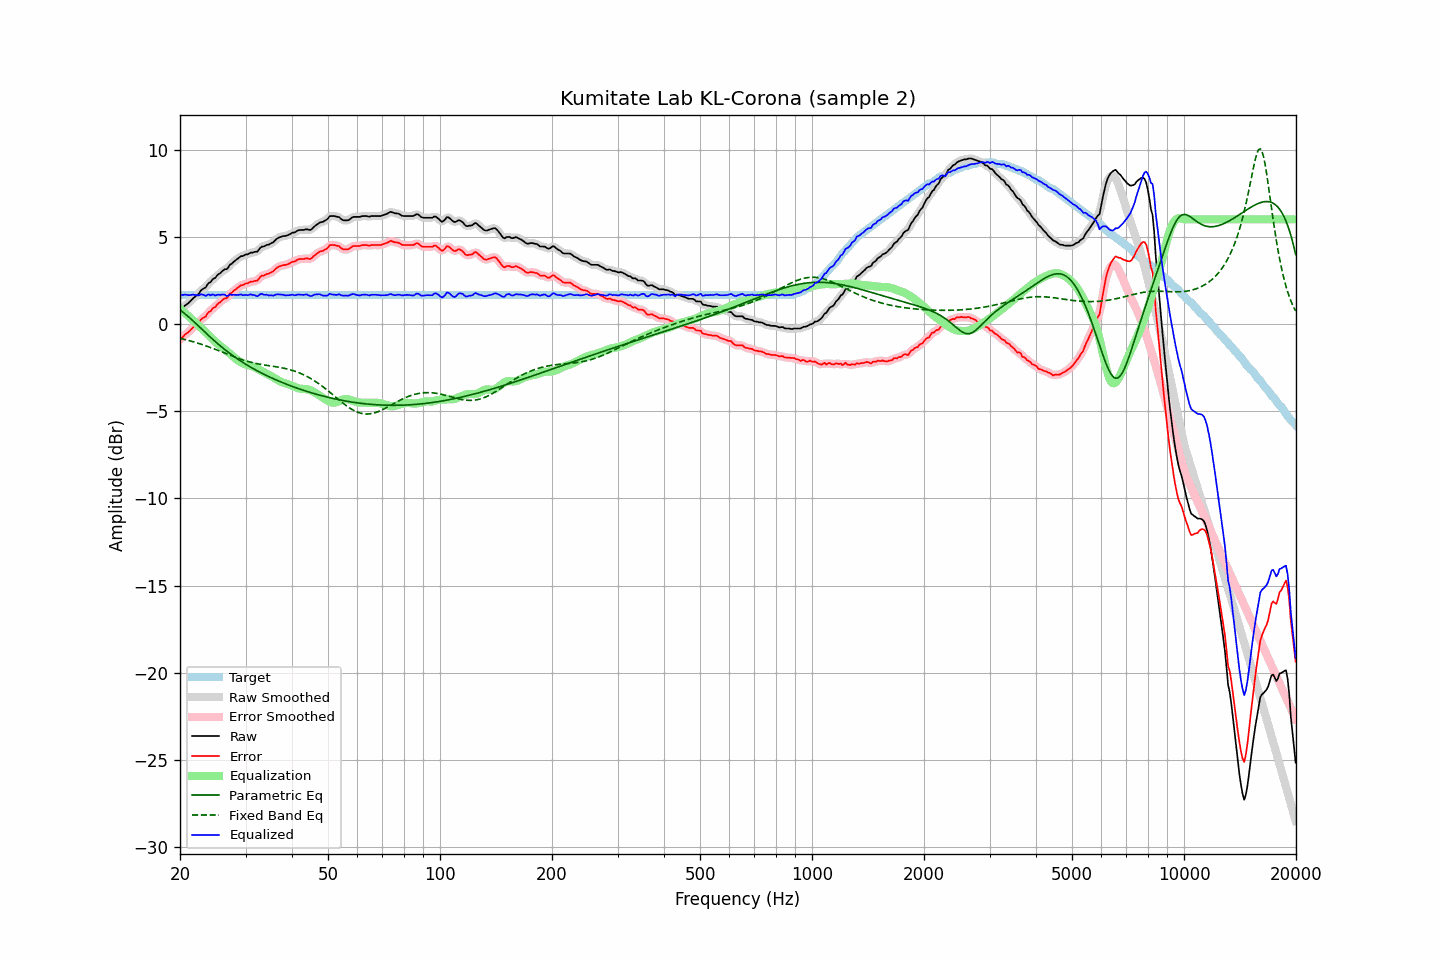 Kumitate Lab KL-Corona (sample 2)
10
5
0
−5
−10
−15
−20
−25
−30
Amplitude (dBr)
Target
Raw Smoothed
Error Smoothed
Raw
Error
Equalization
Parametric Eq
Fixed Band Eq
Equalized
20 50 100 200 500 1000 2000 5000 10000 20000
Frequency (Hz)